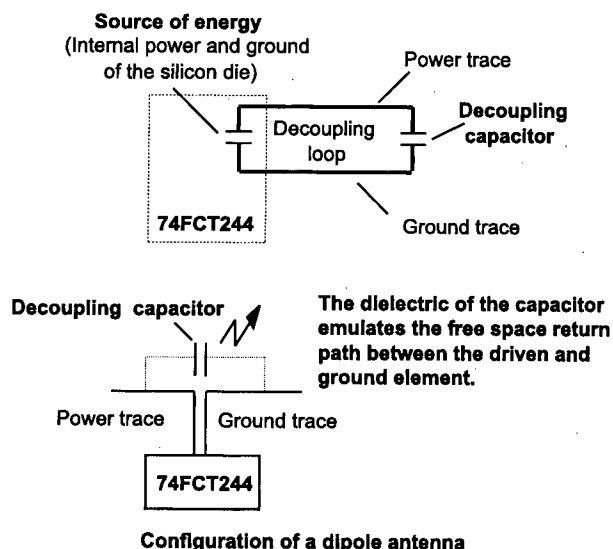 Source of energy
(Internal power and ground
of the silicon die)
Power trace
Decoupling
loop
Decoupling
capacitor
74FCT244
Ground trace
Decoupling capacitor
The dielectric of the capacitor
emulates the free space return
path between the driven and
ground element.
Power trace
Ground trace
74FCT244
Configuration of a dipole antenna